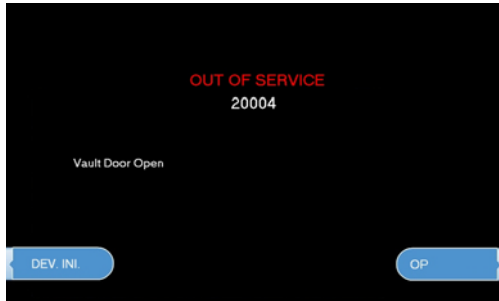 OUT OF SERVICE
20004
Vault Door Open
DEV. INI.
OP